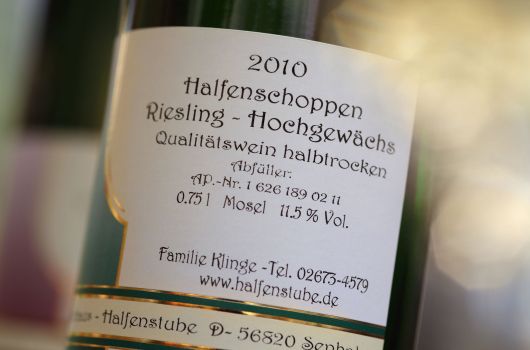 2010
Halfenschoppen
Riesling - Hochgewächs
Qualitätswein halbtrocken
Abfüller:
AP.-Nr. 1 626 189 02 11
0.75 l Mosel 11.5 % Vol.
Familie Klinge -Tel. 02673-4579
www.halfenstube.de
- Halfenstube D- 56820